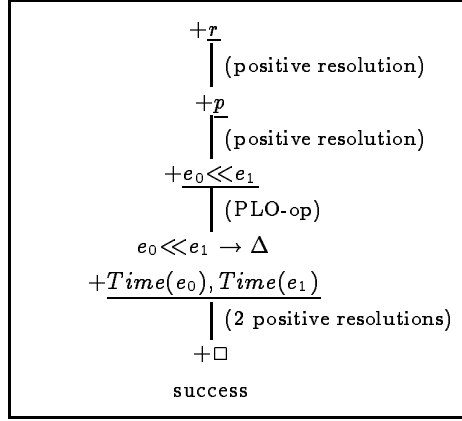 +r
(positive resolution)
+p
(positive resolution)
+e₀≪e₁
(PLO-op)
e₀≪e₁ → Δ
+Time(e₀), Time(e₁)
(2 positive resolutions)
+□
success